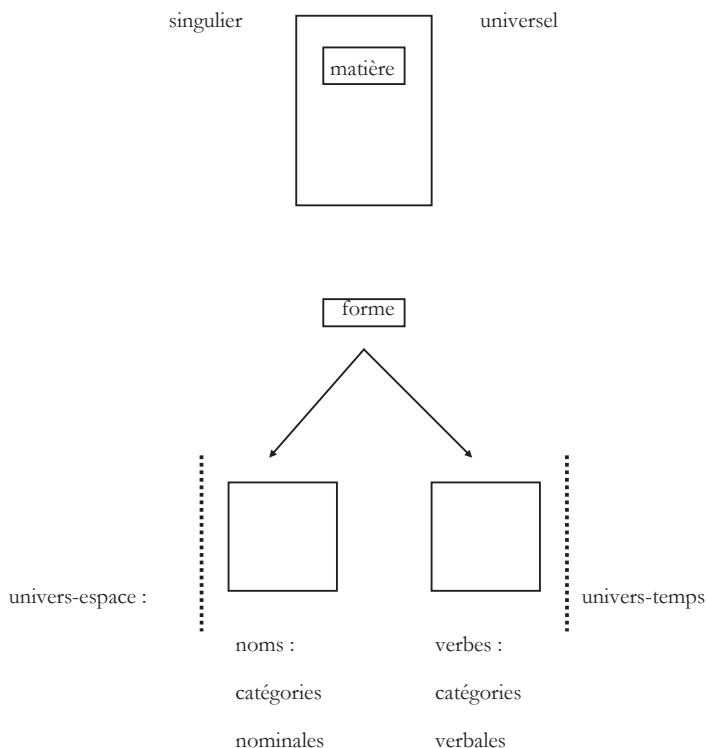 singulier universel
matière
forme
univers-espace : univers-temps
noms : verbes :
catégories catégories
nominales verbales